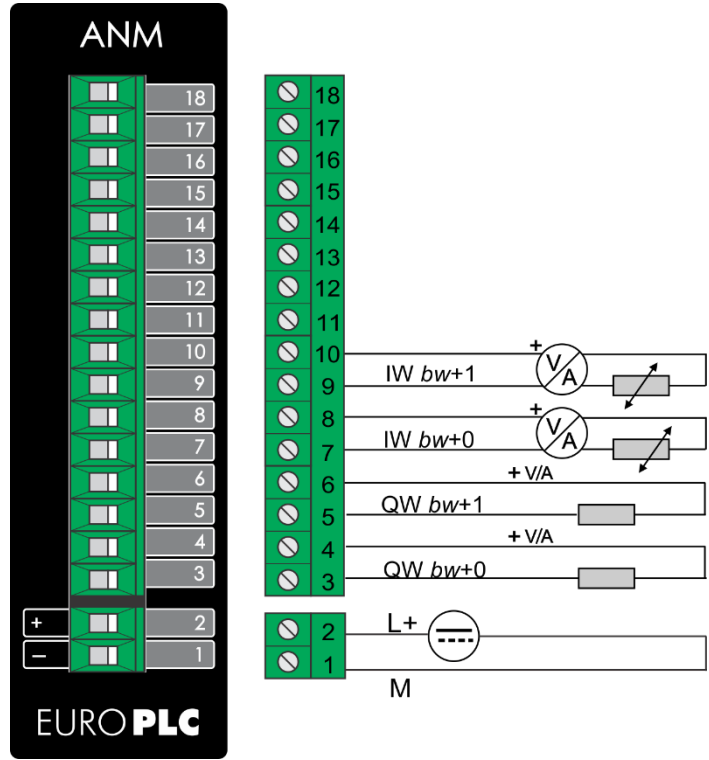 ANM
18
17
16
15
14
13
12
11
10
9
8
7
6
5
4
3
+ 2
– 1
EURO PLC
18
17
16
15
14
13
12
11
10 + V/A
9 IW bw+1
8 + V/A
7 IW bw+0
6 + V/A
5 QW bw+1
4 + V/A
3 QW bw+0
2 L+
1
M